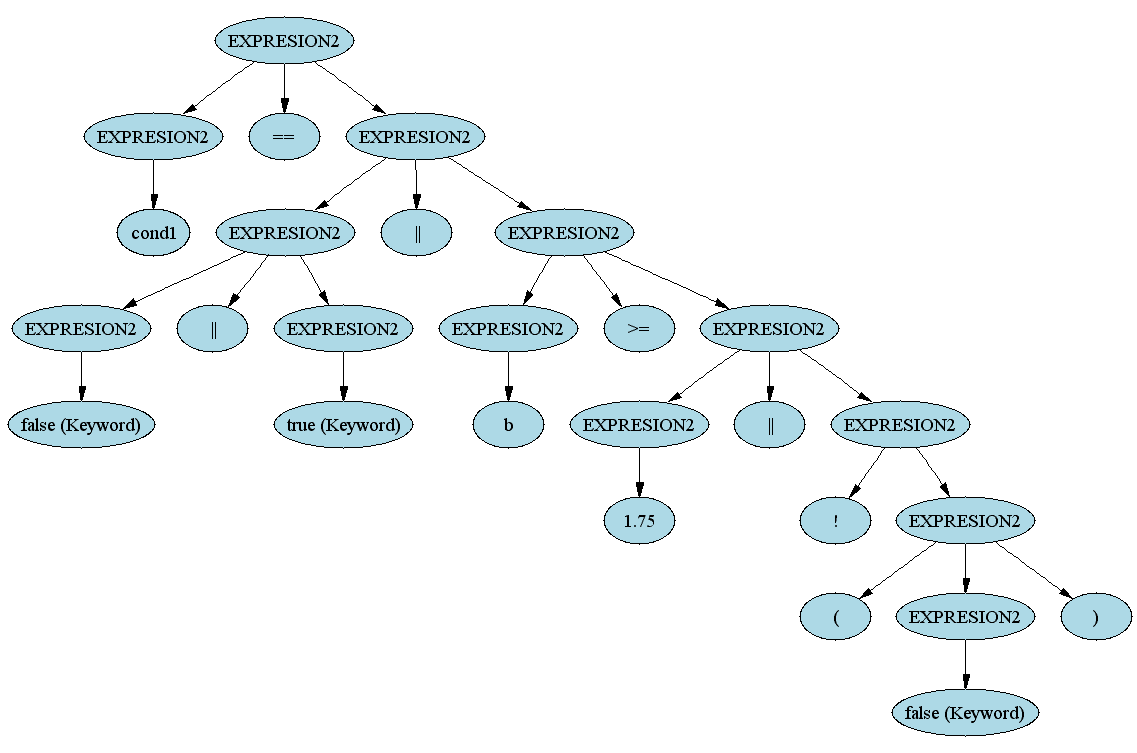 EXPRESION2
EXPRESION2 == EXPRESION2
cond1 EXPRESION2 || EXPRESION2
EXPRESION2 || EXPRESION2 EXPRESION2 >= EXPRESION2
false (Keyword) true (Keyword) b EXPRESION2 || EXPRESION2
1.75 ! EXPRESION2
( EXPRESION2 )
false (Keyword)